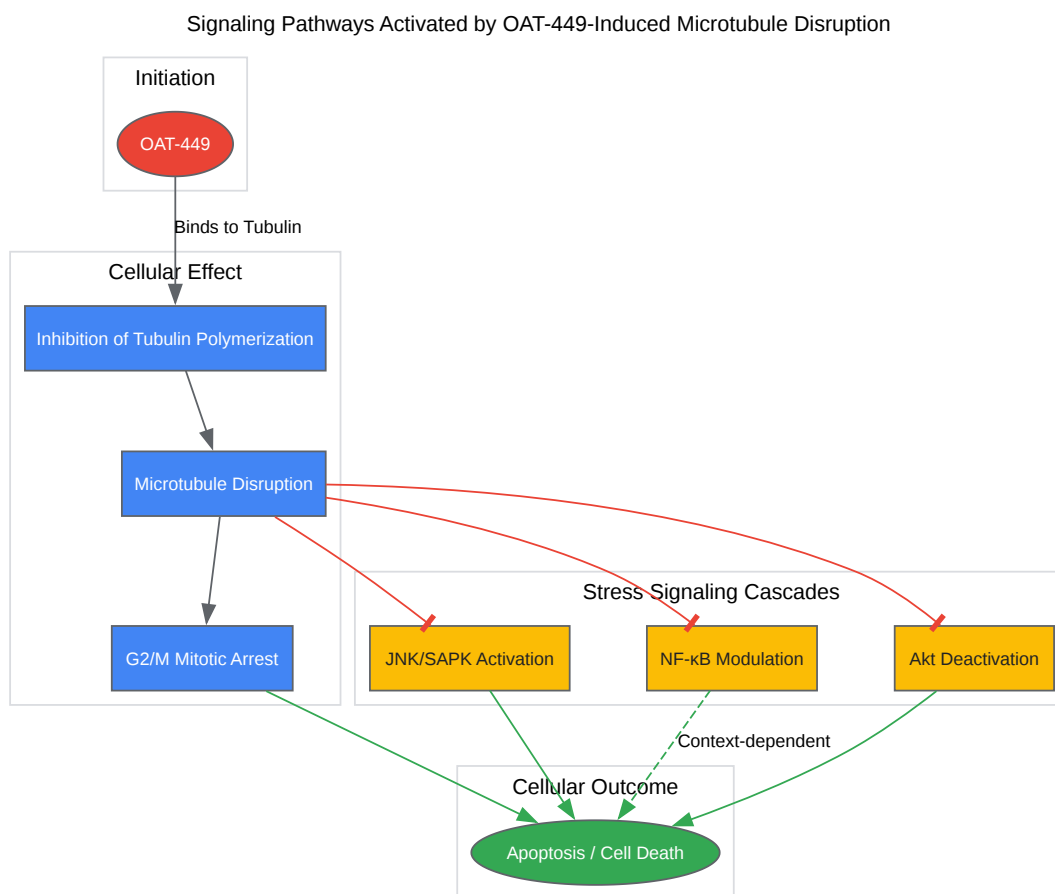 Signaling Pathways Activated by OAT-449-Induced Microtubule Disruption
Initiation
OAT-449
Binds to Tubulin
Cellular Effect
Inhibition of Tubulin Polymerization
Microtubule Disruption
Stress Signaling Cascades
G2/M Mitotic Arrest
JNK/SAPK Activation
NF-κB Modulation
Akt Deactivation
Context-dependent
Cellular Outcome
Apoptosis / Cell Death